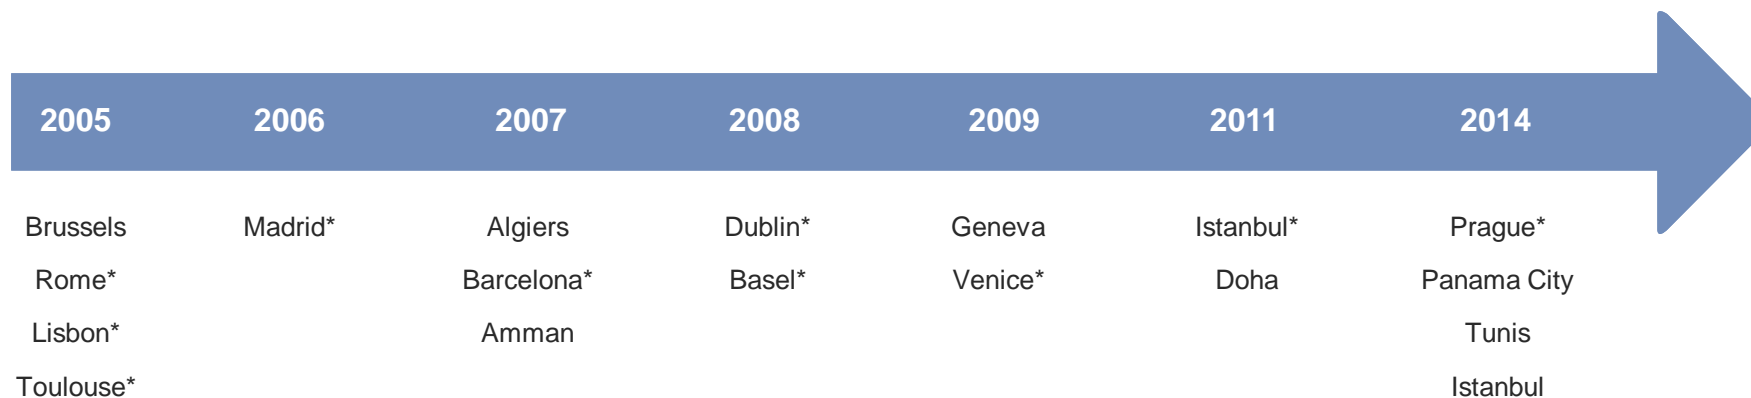 2005 2006 2007 2008 2009 2011 2014
Brussels Madrid* Algiers Dublin* Geneva Istanbul* Prague*
Rome* Barcelona* Basel* Venice* Doha Panama City
Lisbon* Amman Tunis
Toulouse* Istanbul